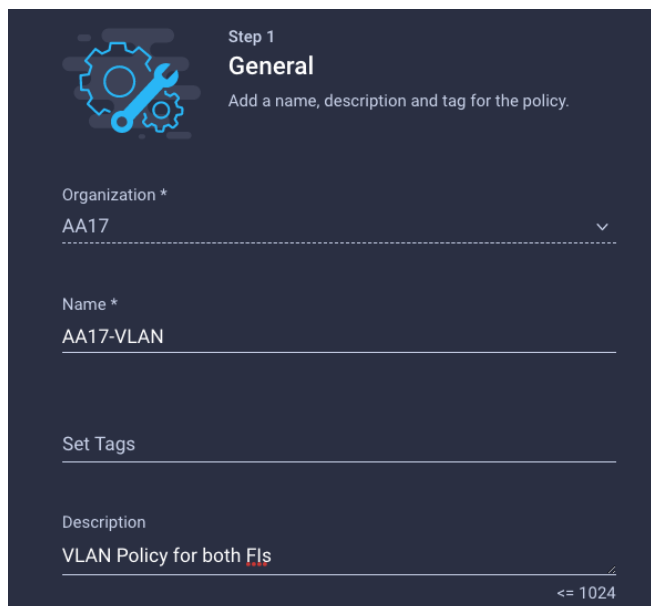 Step 1
General
Add a name, description and tag for the policy.
Organization *
AA17
Name *
AA17-VLAN
Set Tags
Description
VLAN Policy for both FIs
<= 1024